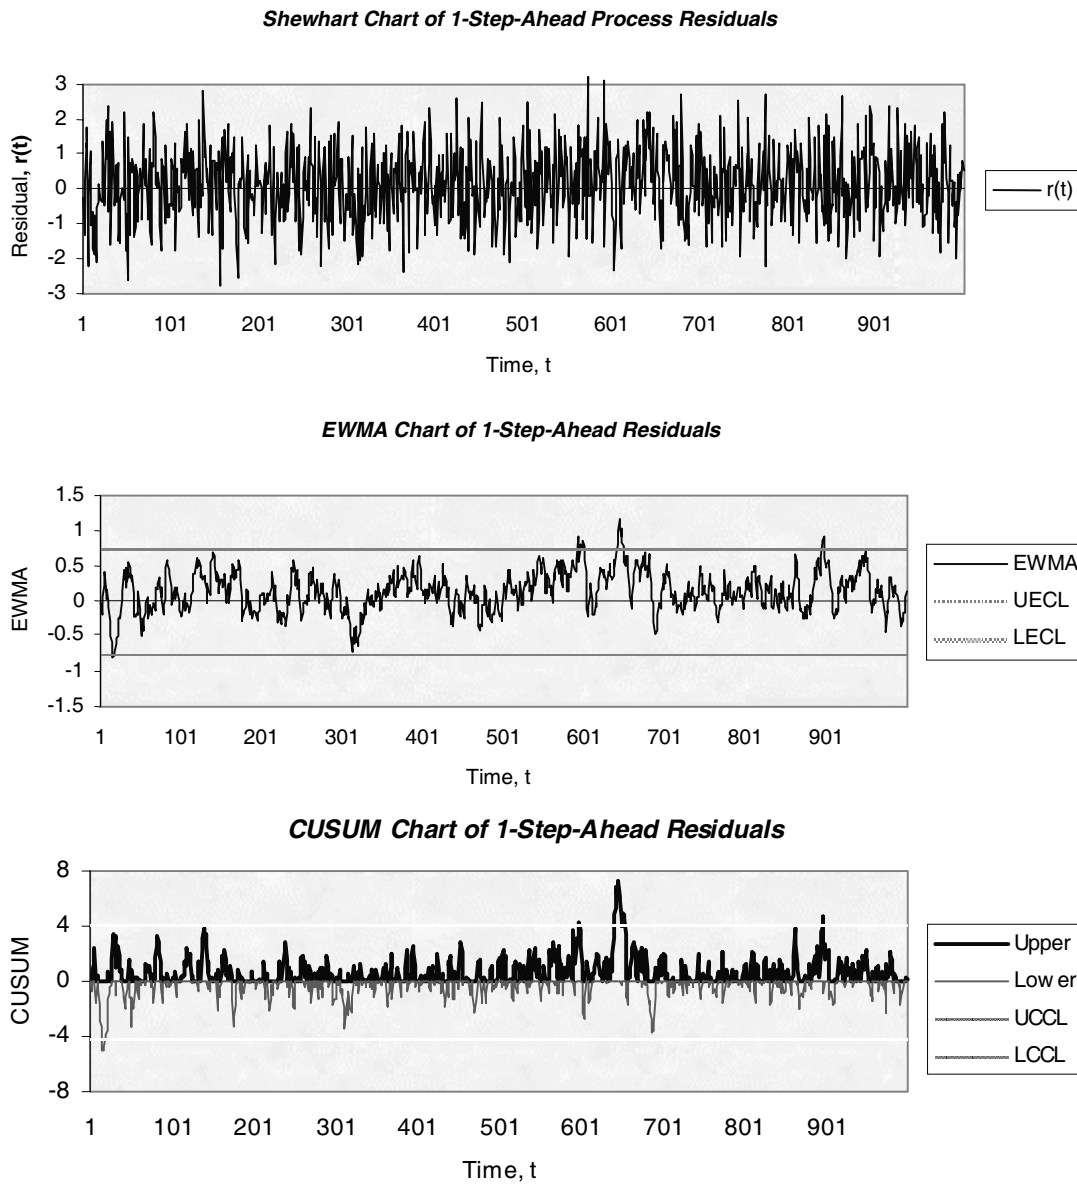 Shewhart Chart of 1-Step-Ahead Process Residuals
Residual, r(t)
3
2
1
0
-1
-2
-3
1 101 201 301 401 501 601 701 801 901
Time, t
r(t)
EWMA Chart of 1-Step-Ahead Residuals
EWMA
1.5
1
0.5
0
-0.5
-1
-1.5
1 101 201 301 401 501 601 701 801 901
Time, t
EWMA
UECL
LECL
CUSUM Chart of 1-Step-Ahead Residuals
CUSUM
8
4
0
-4
-8
1 101 201 301 401 501 601 701 801 901
Time, t
Upper
Lower
UCCL
LCCL